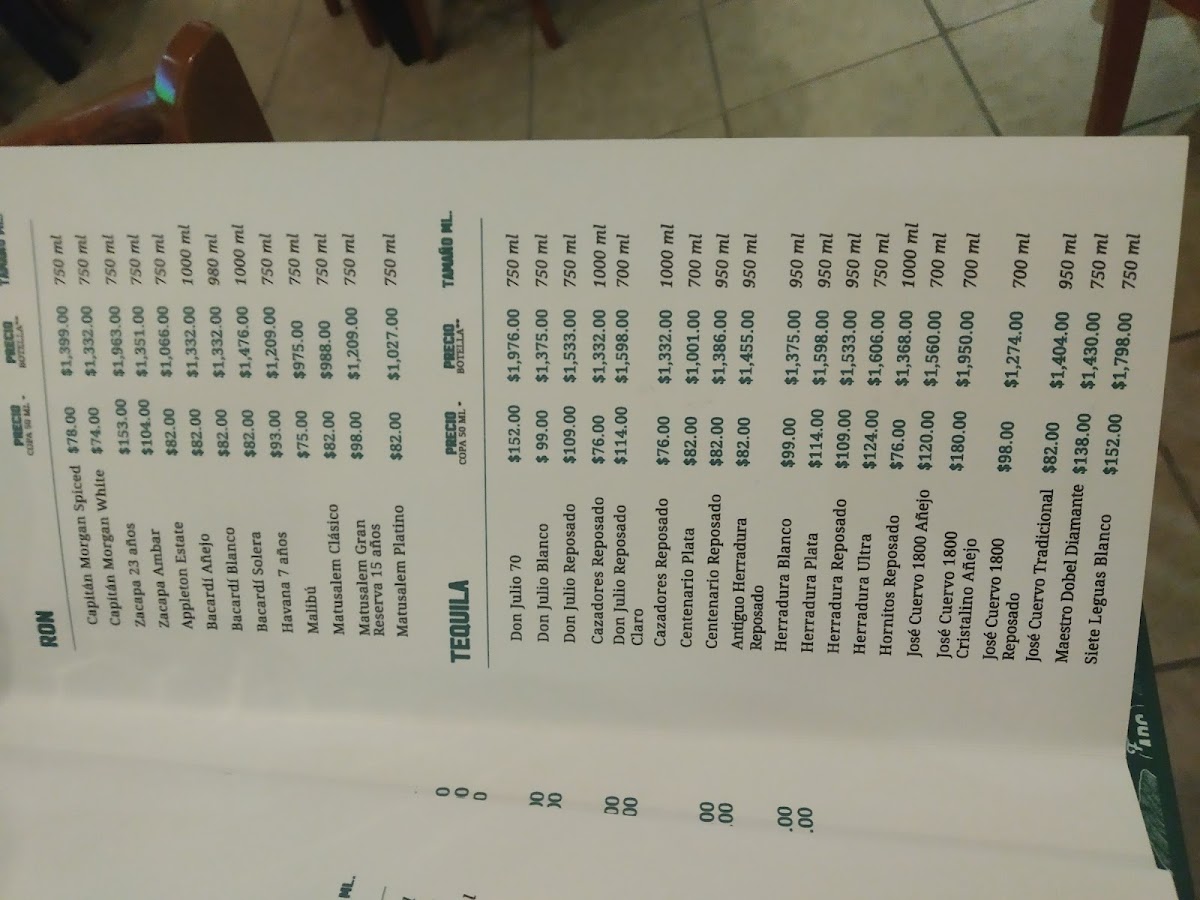 RON PRECIO
COPA 50 ML * PRECIO
BOTELLA** ML.
Capitán Morgan Spiced $78.00 $1,399.00 750 ml
Capitán Morgan White $74.00 $1,332.00 750 ml
Zacapa 23 años $153.00 $1,963.00 750 ml
Zacapa Ambar $104.00 $1,351.00 750 ml
Appleton Estate $82.00 $1,066.00 750 ml
Bacardí Añejo $82.00 $1,332.00 1000 ml
Bacardí Blanco $82.00 $1,332.00 980 ml
Bacardí Solera $82.00 $1,476.00 1000 ml
Havana 7 años $93.00 $1,209.00 750 ml
Malibú $75.00 $975.00 750 ml
Matusalem Clásico $82.00 $988.00 750 ml
Matusalem Gran $98.00 $1,209.00 750 ml
Reserva 15 años
Matusalem Platino $82.00 $1,027.00 750 ml
TEQUILA PRECIO PRECIO TAMAÑO ML.
COPA 50 ML * BOTELLA**
Don Julio 70 $152.00 $1,976.00 750 ml
Don Julio Blanco $ 99.00 $1,375.00 750 ml
Don Julio Reposado $109.00 $1,533.00 750 ml
Cazadores Reposado $76.00 $1,332.00 1000 ml
Don Julio Reposado $114.00 $1,598.00 700 ml
Claro
Cazadores Reposado $76.00 $1,332.00 1000 ml
Centenario Plata $82.00 $1,001.00 700 ml
Centenario Reposado $82.00 $1,386.00 950 ml
Antiguo Herradura $82.00 $1,455.00 950 ml
Reposado
Herradura Blanco $99.00 $1,375.00 950 ml
Herradura Plata $114.00 $1,598.00 950 ml
Herradura Reposado $109.00 $1,533.00 950 ml
Herradura Ultra $124.00 $1,606.00 750 ml
Hornitos Reposado $76.00 $1,368.00 1000 ml
José Cuervo 1800 Añejo $120.00 $1,560.00 700 ml
José Cuervo 1800 $180.00 $1,950.00 700 ml
Cristalino Añejo
José Cuervo 1800 $98.00 $1,274.00 700 ml
Reposado
José Cuervo Tradicional $82.00 $1,404.00 950 ml
Maestro Dobel Diamante $138.00 $1,430.00 750 ml
Siete Leguas Blanco $152.00 $1,798.00 750 ml